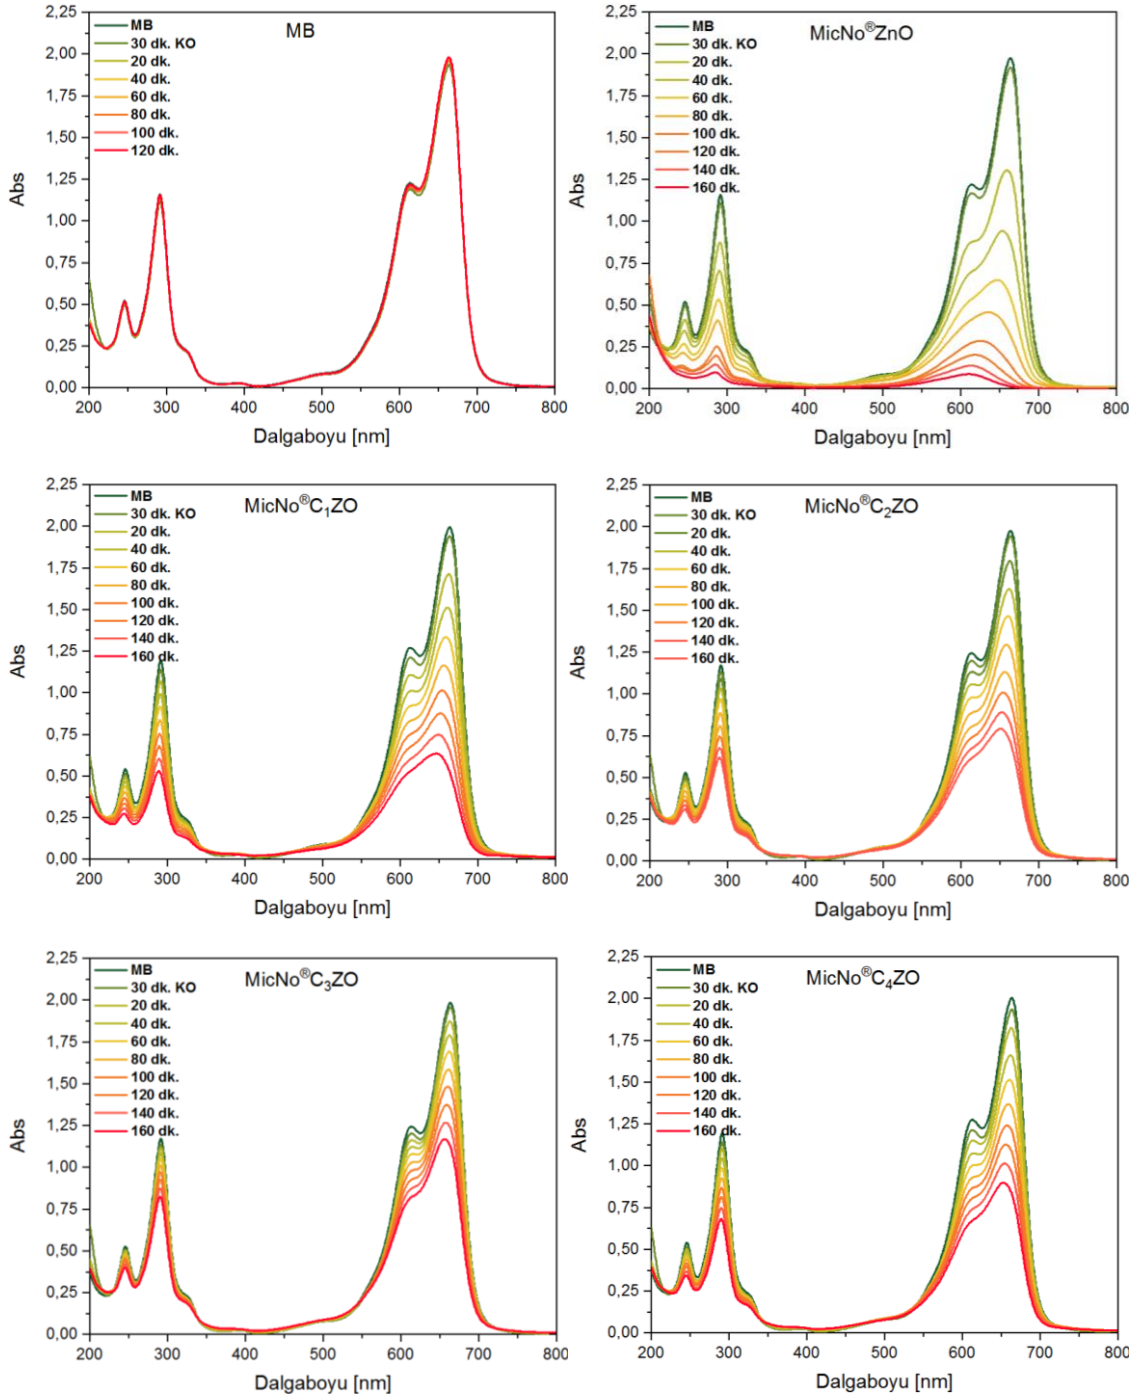 MB
2,25
2,00
1,75
1,50
1,25
1,00
0,75
0,50
0,25
0,00
Abs
MB
30 dk. KO
20 dk.
40 dk.
60 dk.
80 dk.
100 dk.
120 dk.
200 300 400 500 600 700 800
Dalgaboyu [nm]
MicNo®ZnO
2,25
2,00
1,75
1,50
1,25
1,00
0,75
0,50
0,25
0,00
Abs
MB
30 dk. KO
20 dk.
40 dk.
60 dk.
80 dk.
100 dk.
120 dk.
140 dk.
160 dk.
200 300 400 500 600 700 800
Dalgaboyu [nm]
MicNo®C₁ZO
2,25
2,00
1,75
1,50
1,25
1,00
0,75
0,50
0,25
0,00
Abs
MB
30 dk. KO
20 dk.
40 dk.
60 dk.
80 dk.
100 dk.
120 dk.
140 dk.
160 dk.
200 300 400 500 600 700 800
Dalgaboyu [nm]
MicNo®C₂ZO
2,25
2,00
1,75
1,50
1,25
1,00
0,75
0,50
0,25
0,00
Abs
MB
30 dk. KO
20 dk.
40 dk.
60 dk.
80 dk.
100 dk.
120 dk.
140 dk.
160 dk.
200 300 400 500 600 700 800
Dalgaboyu [nm]
MicNo®C₃ZO
2,25
2,00
1,75
1,50
1,25
1,00
0,75
0,50
0,25
0,00
Abs
MB
30 dk. KO
20 dk.
40 dk.
60 dk.
80 dk.
100 dk.
120 dk.
140 dk.
160 dk.
200 300 400 500 600 700 800
Dalgaboyu [nm]
MicNo®C₄ZO
2,25
2,00
1,75
1,50
1,25
1,00
0,75
0,50
0,25
0,00
Abs
MB
30 dk. KO
20 dk.
40 dk.
60 dk.
80 dk.
100 dk.
120 dk.
140 dk.
160 dk.
200 300 400 500 600 700 800
Dalgaboyu [nm]